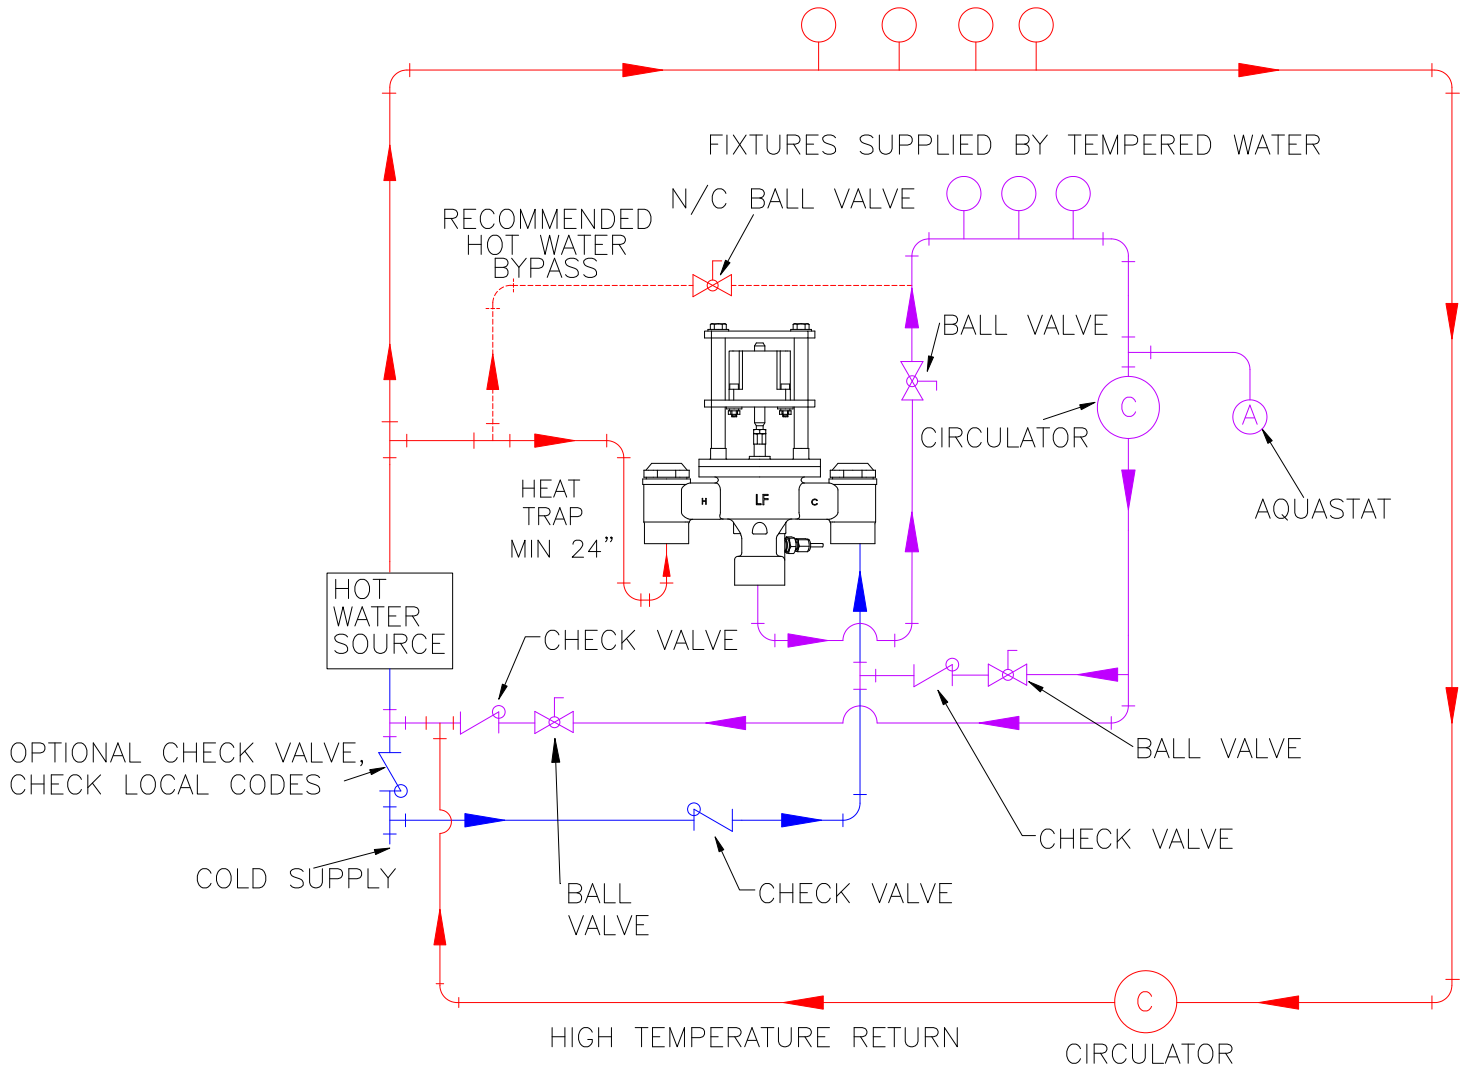 FIXTURES SUPPLIED BY TEMPERED WATER
N/C BALL VALVE
RECOMMENDED
HOT WATER
BYPASS
BALL VALVE
C
CIRCULATOR
A
AQUASTAT
HEAT
TRAP
MIN 24”
H
LF
C
HOT
WATER
SOURCE
CHECK VALVE
OPTIONAL CHECK VALVE,
CHECK LOCAL CODES
BALL VALVE
CHECK VALVE
COLD SUPPLY
BALL
VALVE
CHECK VALVE
C
HIGH TEMPERATURE RETURN
CIRCULATOR